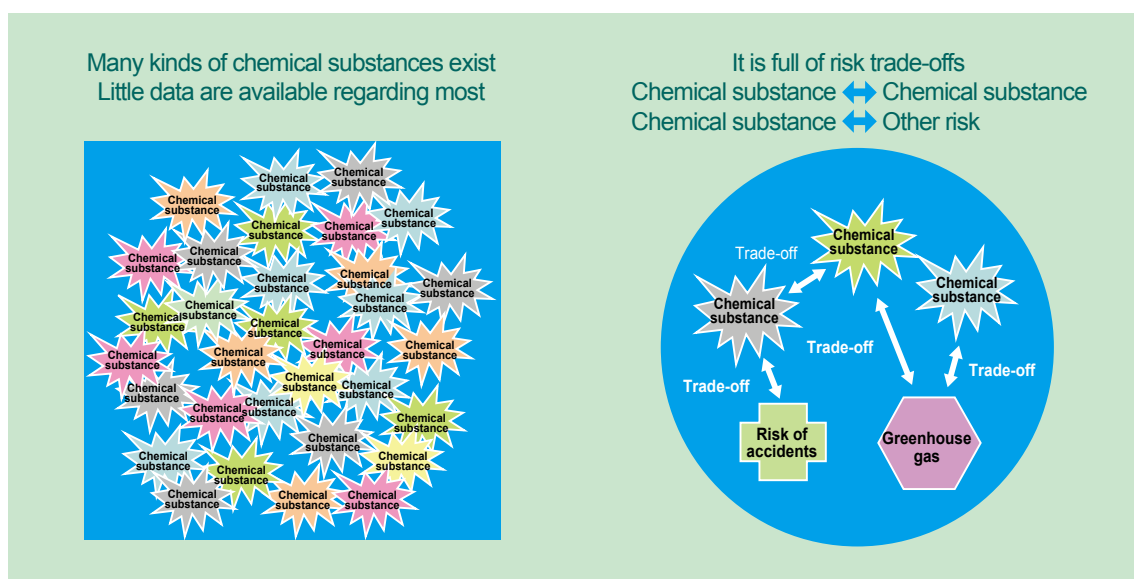 Many kinds of chemical substances exist
Little data are available regarding most
Chemical
substance
Chemical
substance
Chemical
substance
Chemical
substance
Chemical
substance
Chemical
substance
Chemical
substance
Chemical
substance
Chemical
substance
Chemical
substance
Chemical
substance
Chemical
substance
Chemical
substance
Chemical
substance
Chemical
substance
Chemical
substance
Chemical
substance
Chemical
substance
Chemical
substance
Chemical
substance
Chemical
substance
Chemical
substance
Chemical
substance
Chemical
substance
Chemical
substance
Chemical
substance
Chemical
substance
Chemical
substance
Chemical
substance
Chemical
substance
Chemical
substance
Chemical
substance
It is full of risk trade-offs
Chemical substance ↔ Chemical substance
Chemical substance ↔ Other risk
Chemical
substance
Trade-off
Chemical
substance
Chemical
substance
Trade-off
Trade-off
Trade-off
Risk of
accidents
Greenhouse
gas